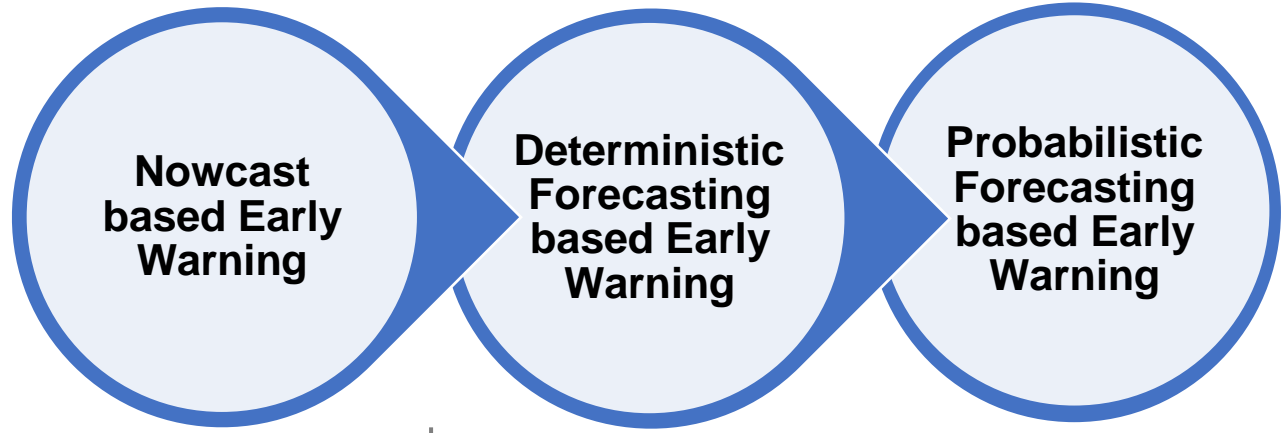 Nowcast
based Early
Warning
Deterministic
Forecasting
based Early
Warning
Probabilistic
Forecasting
based Early
Warning